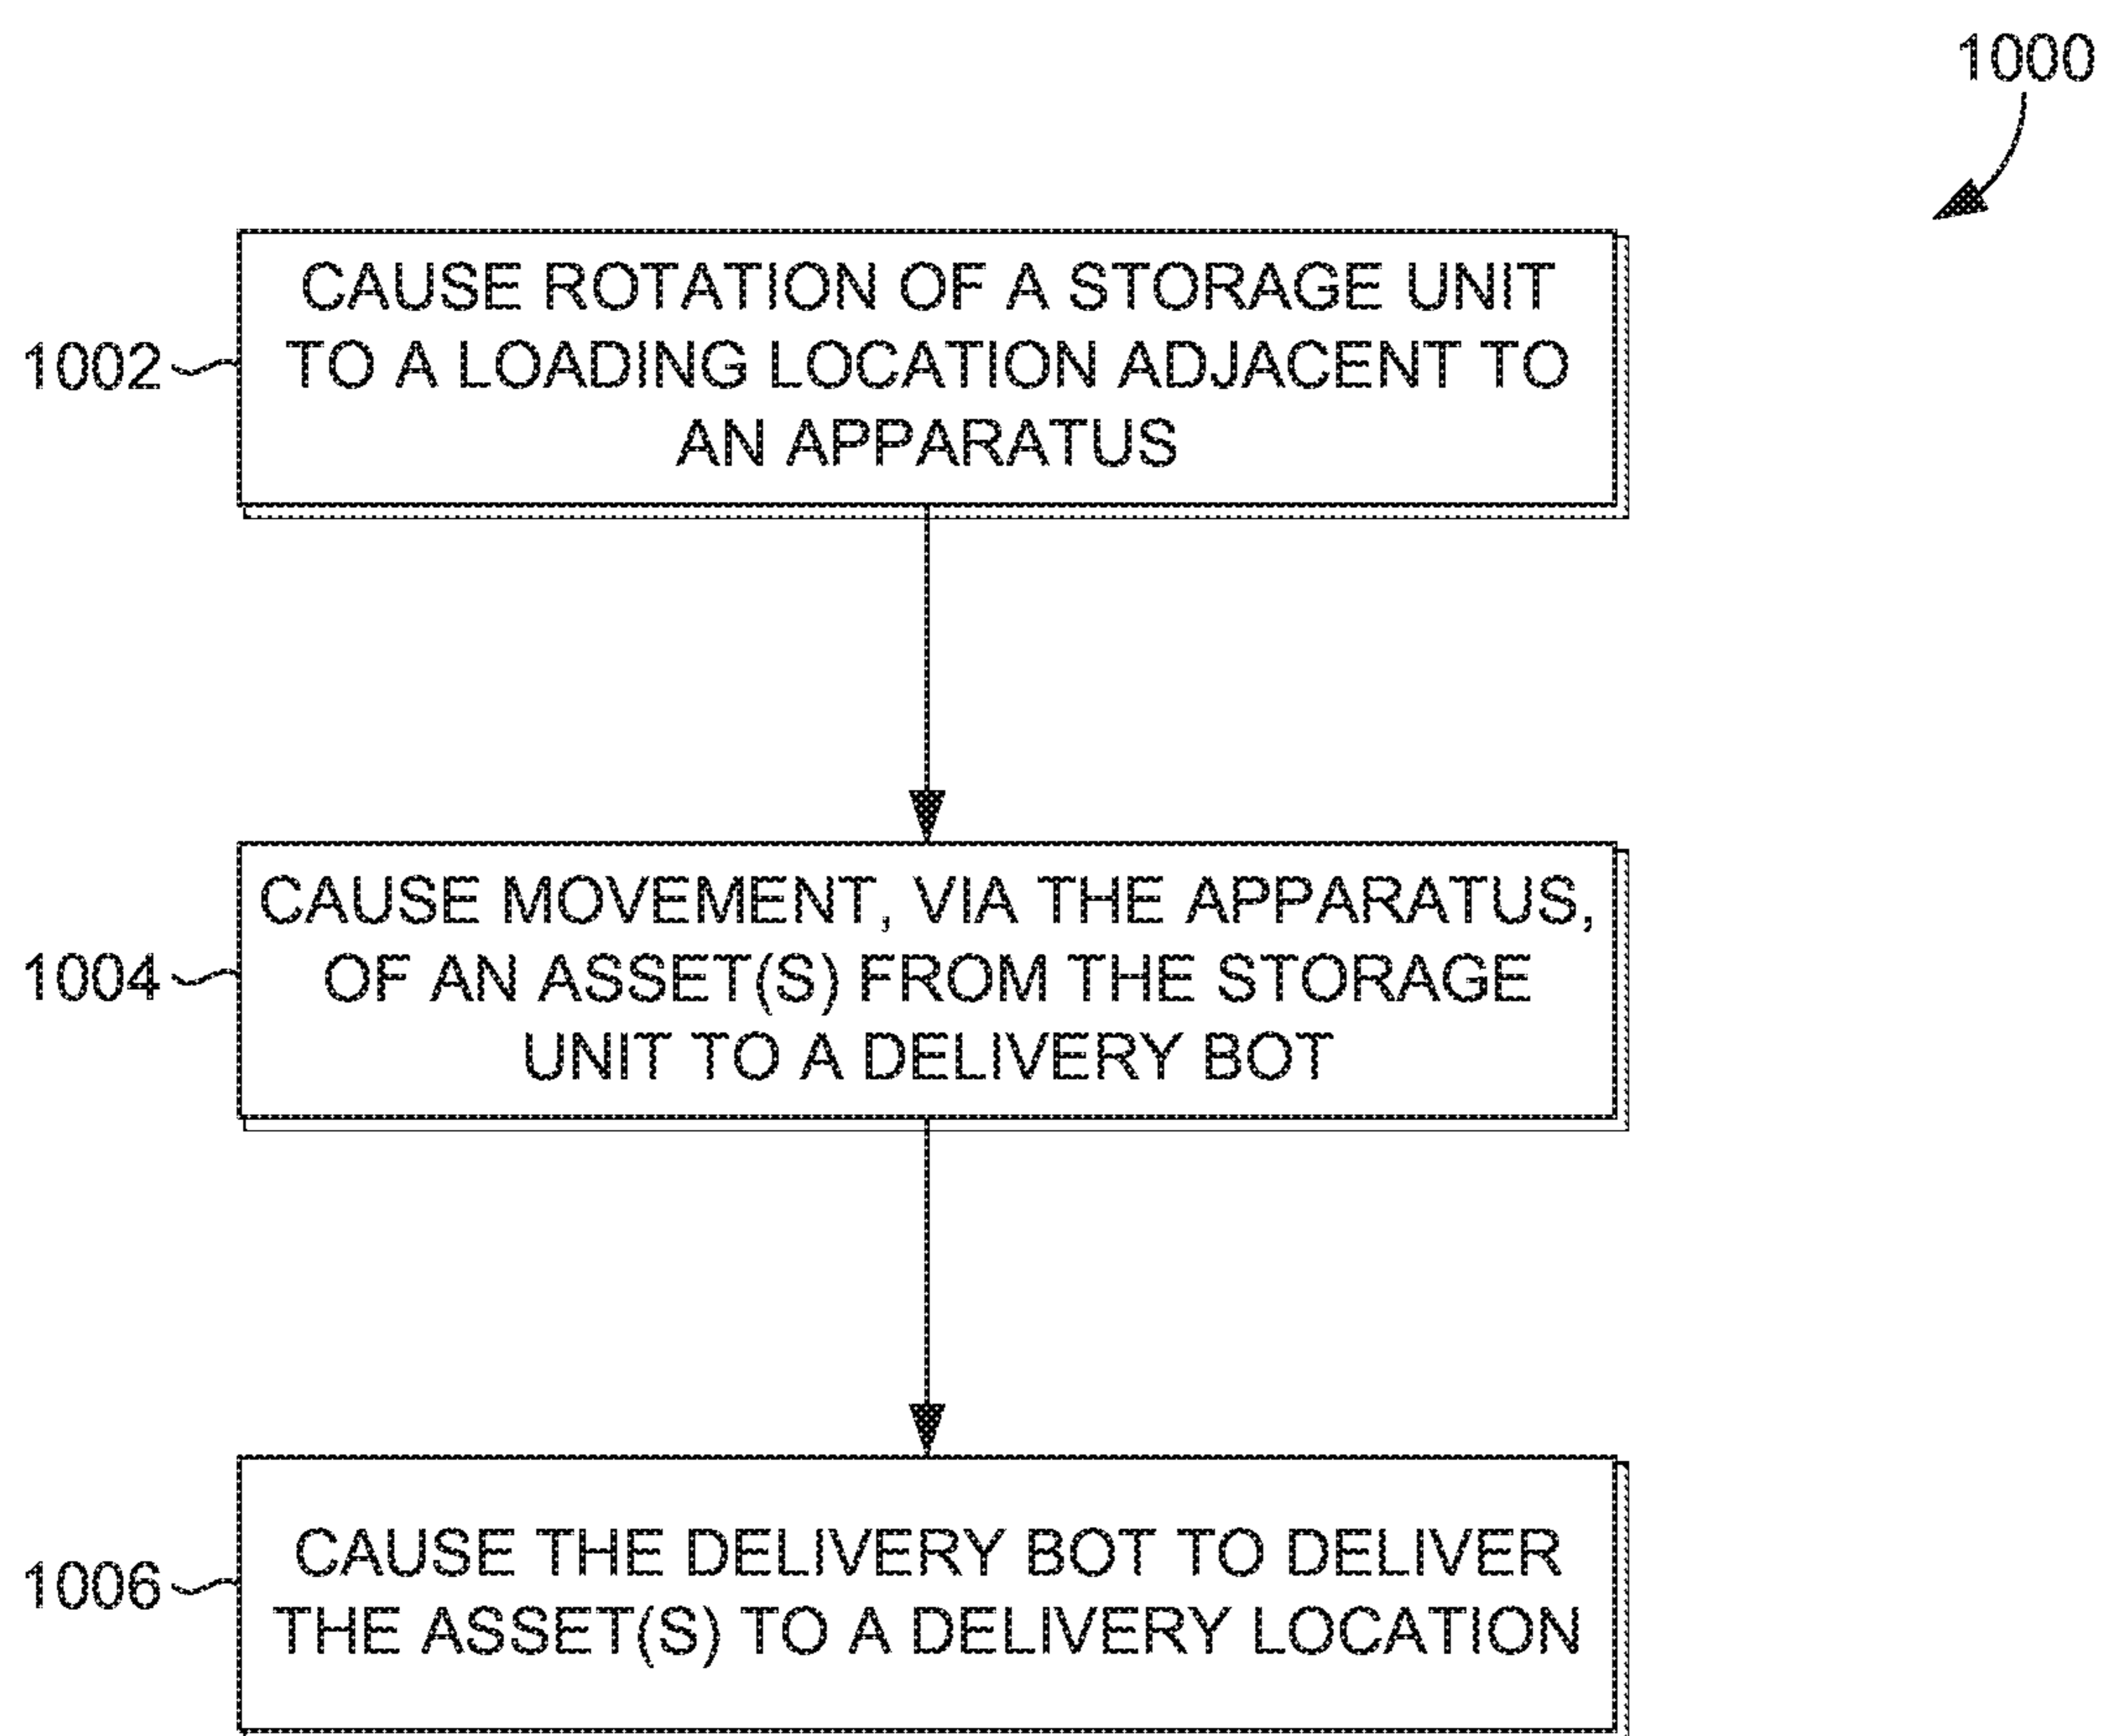 1000
CAUSE ROTATION OF A STORAGE UNIT
TO A LOADING LOCATION ADJACENT TO
AN APPARATUS
1002
CAUSE MOVEMENT, VIA THE APPARATUS,
OF AN ASSET(S) FROM THE STORAGE
UNIT TO A DELIVERY BOT
1004
CAUSE THE DELIVERY BOT TO DELIVER
THE ASSET(S) TO A DELIVERY LOCATION
1006